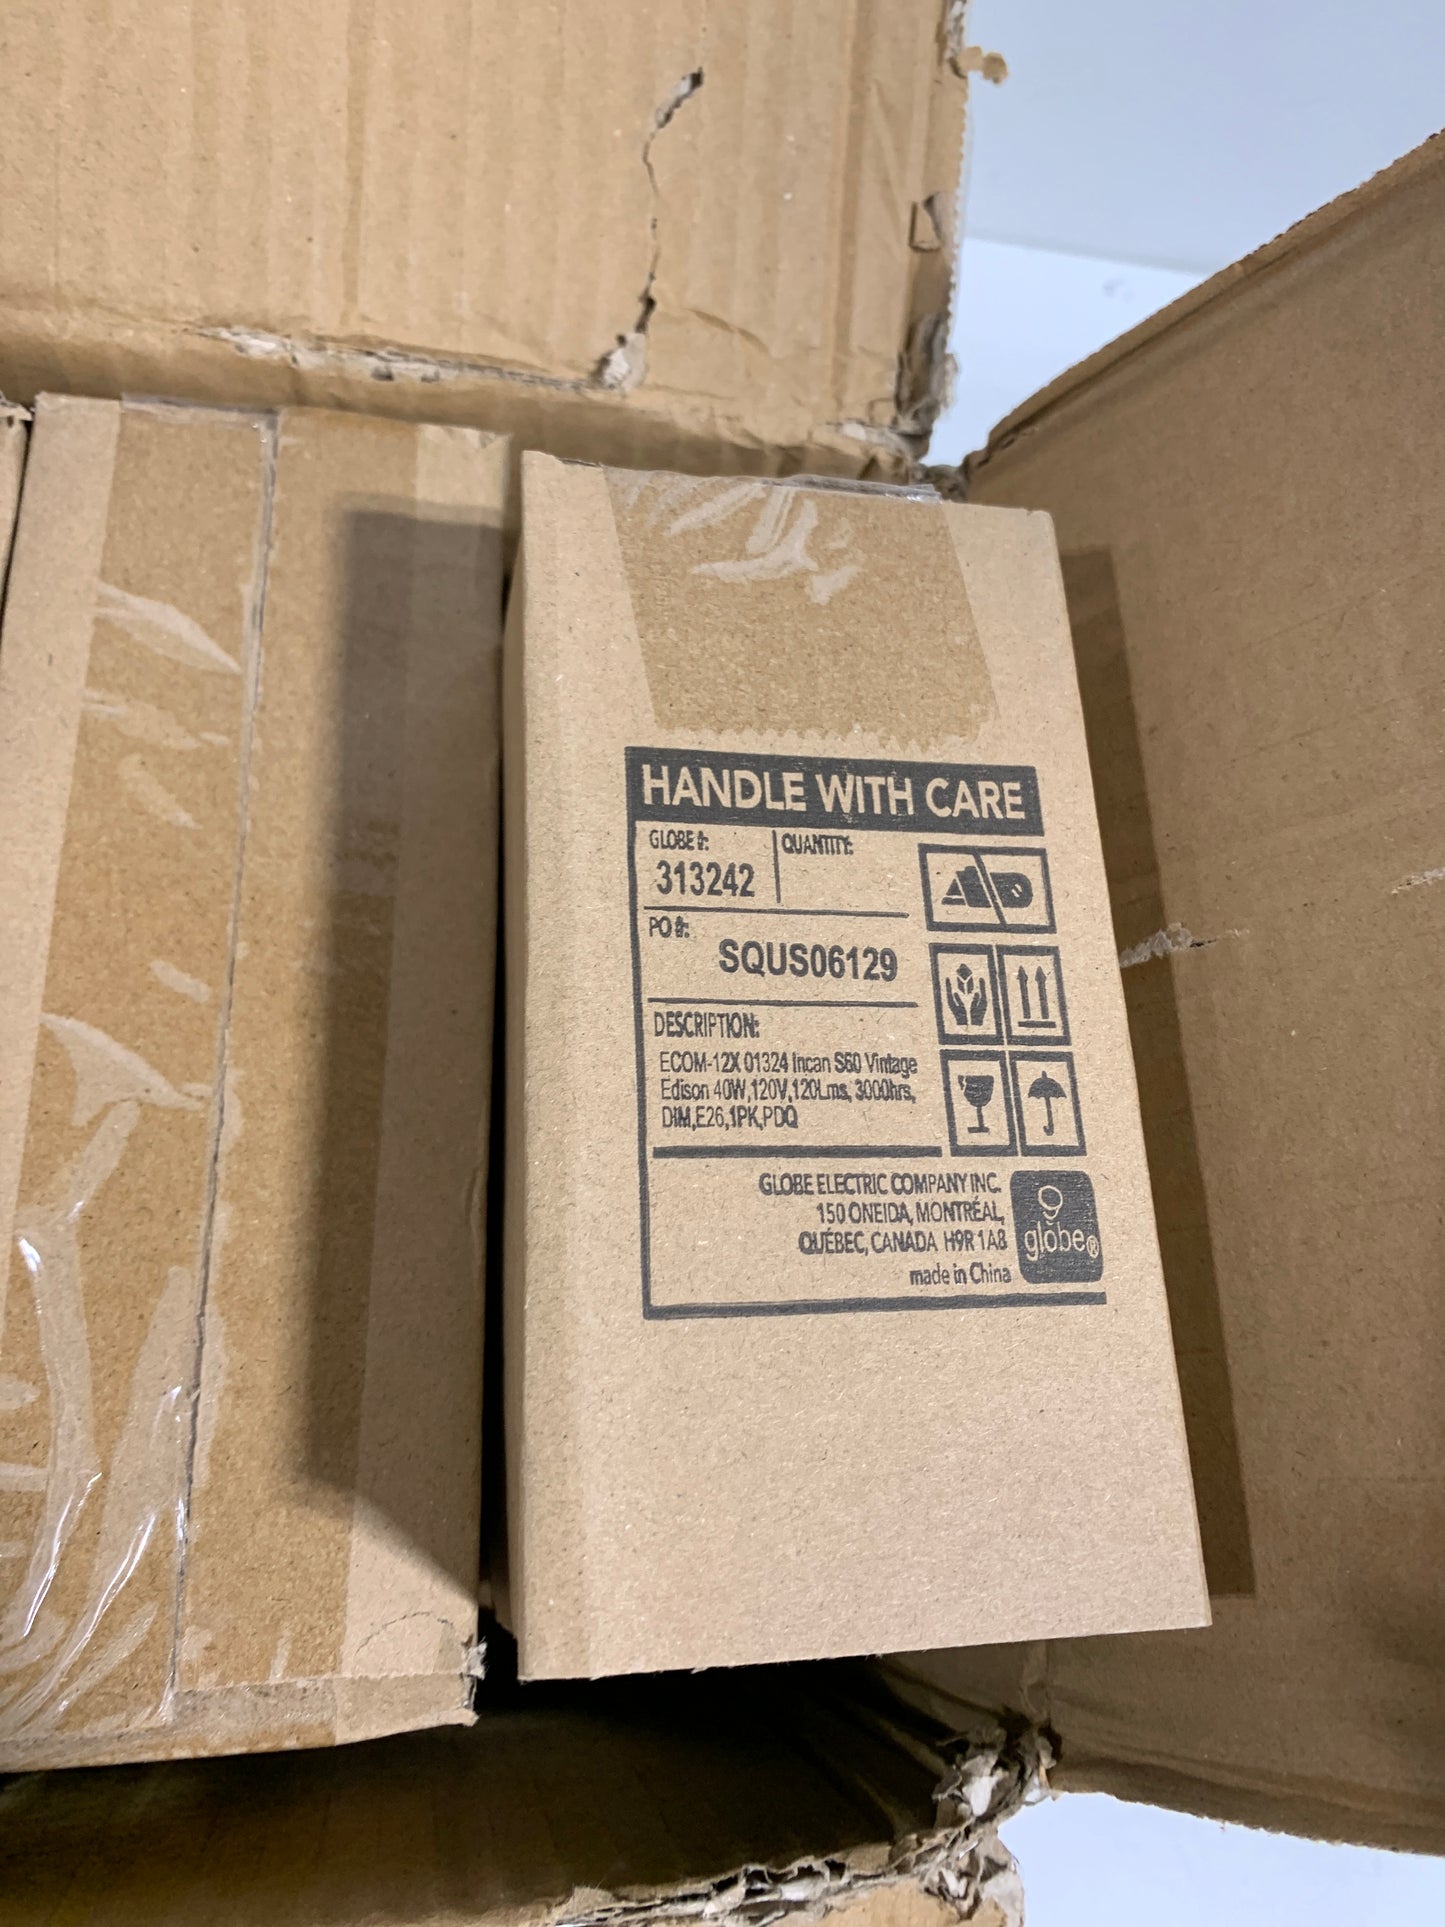 HANDLE WITH CARE
GLOBE #: QUANTITY:
313242
PO #:
SQUS06129
DESCRIPTION:
ECOM-12X 01324 Incan S60 Vintage
Edison 40W,120V,120Lms, 3000hrs,
DIM,E26,1PK,PDQ
GLOBE ELECTRIC COMPANY INC.
150 ONEIDA, MONTRÉAL,
QUÉBEC, CANADA H9R 1A8
made in China
globe®